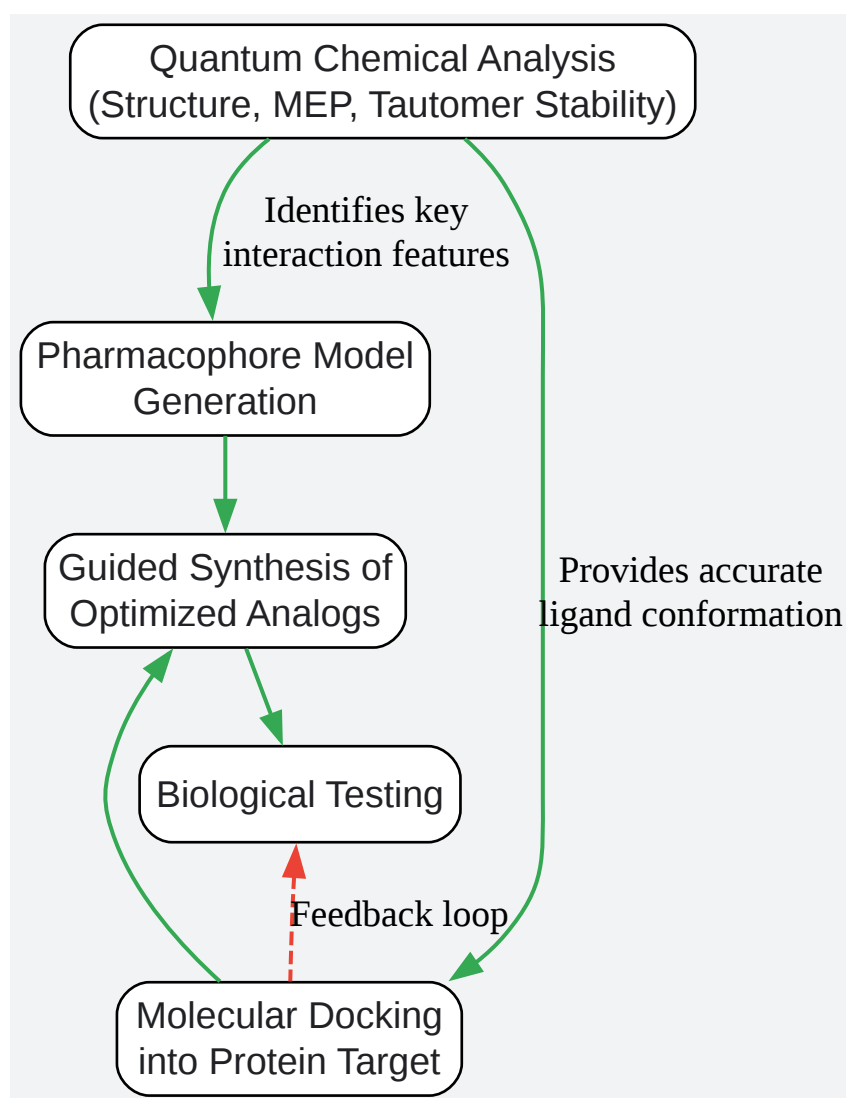 Quantum Chemical Analysis
(Structure, MEP, Tautomer Stability)
Identifies key
interaction features
Pharmacophore Model
Generation
Guided Synthesis of
Optimized Analogs
Provides accurate
ligand conformation
Biological Testing
Feedback loop
Molecular Docking
into Protein Target